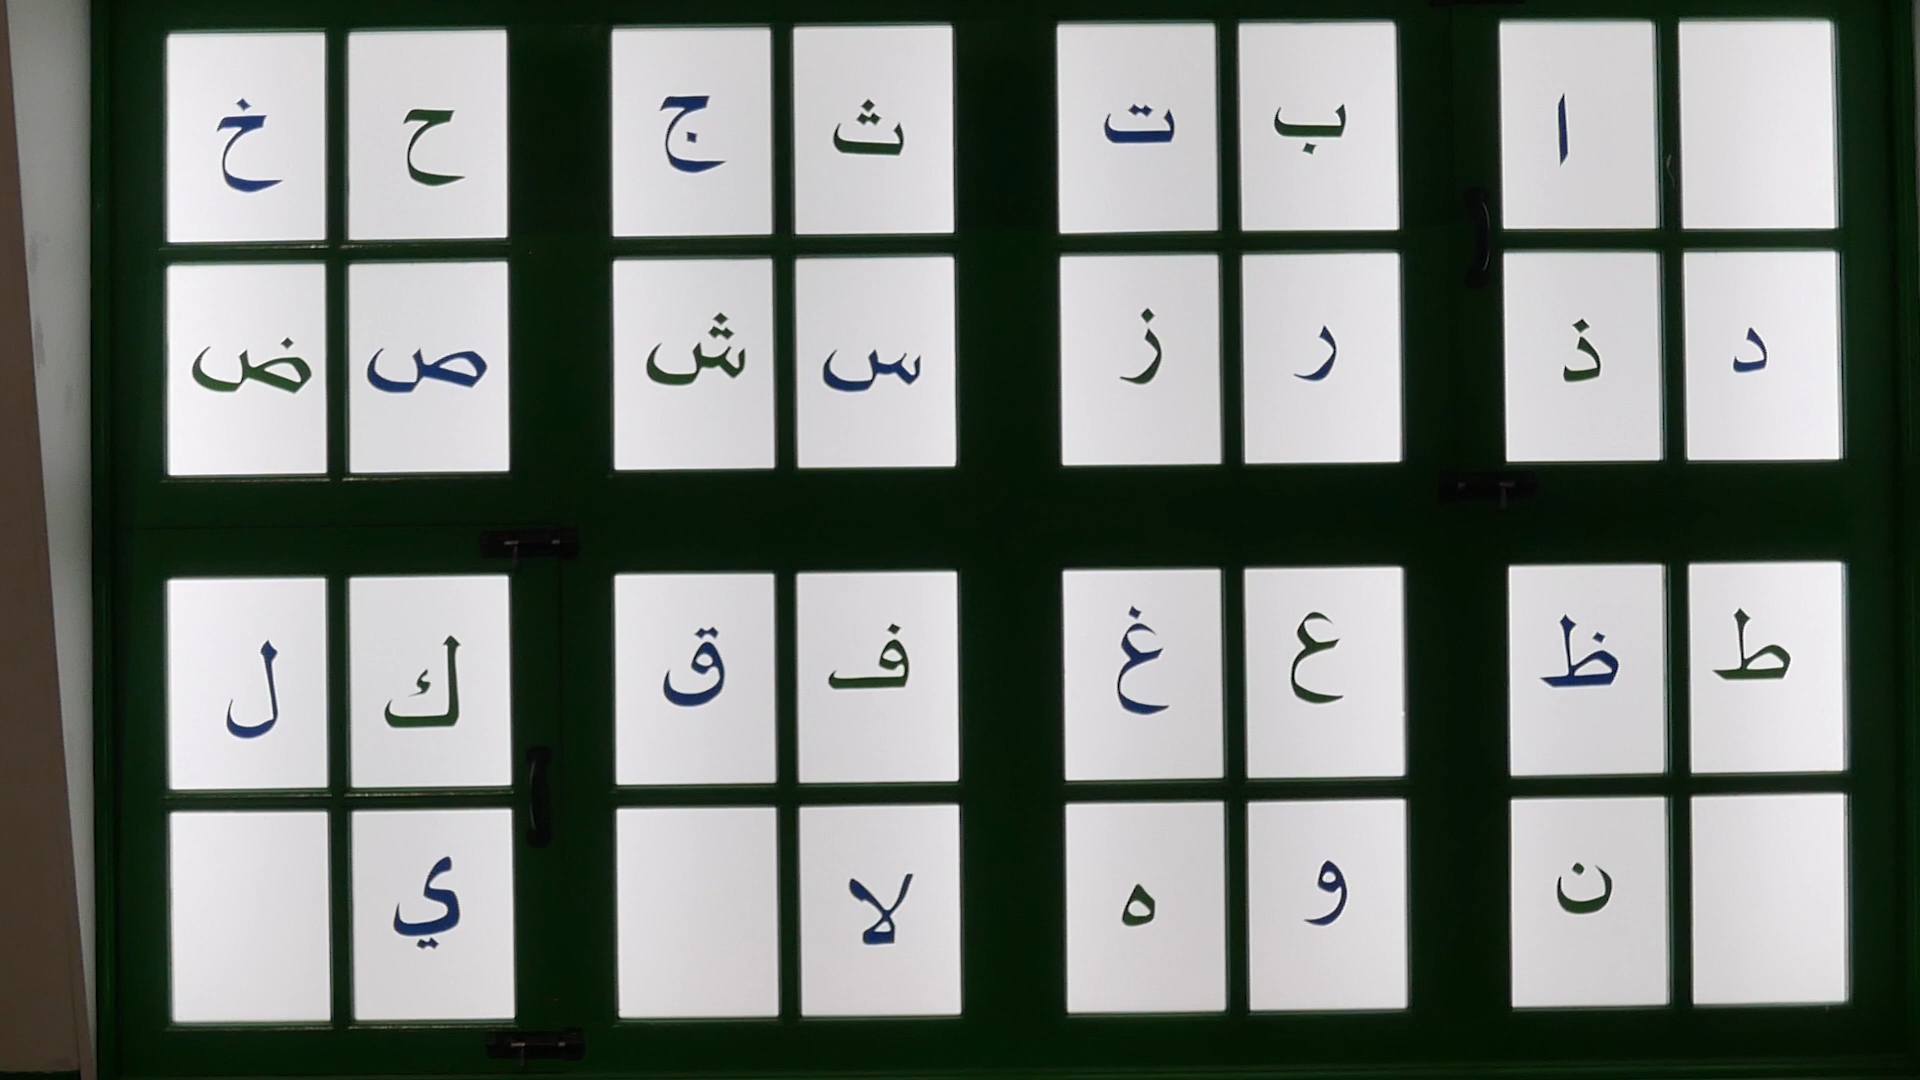 ا ب ت ث ج ح خ
د ذ ر ز س ش ص ض
ط ظ ع غ ف ق ك ل
ن و ه لا ي